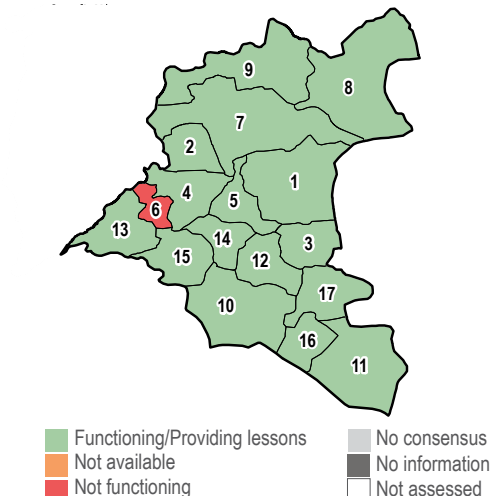 9
8
7
2
1
4
5
6
13
14
3
15
12
17
10
16
11
Functioning/Providing lessons
Not available
Not functioning
No consensus
No information
Not assessed